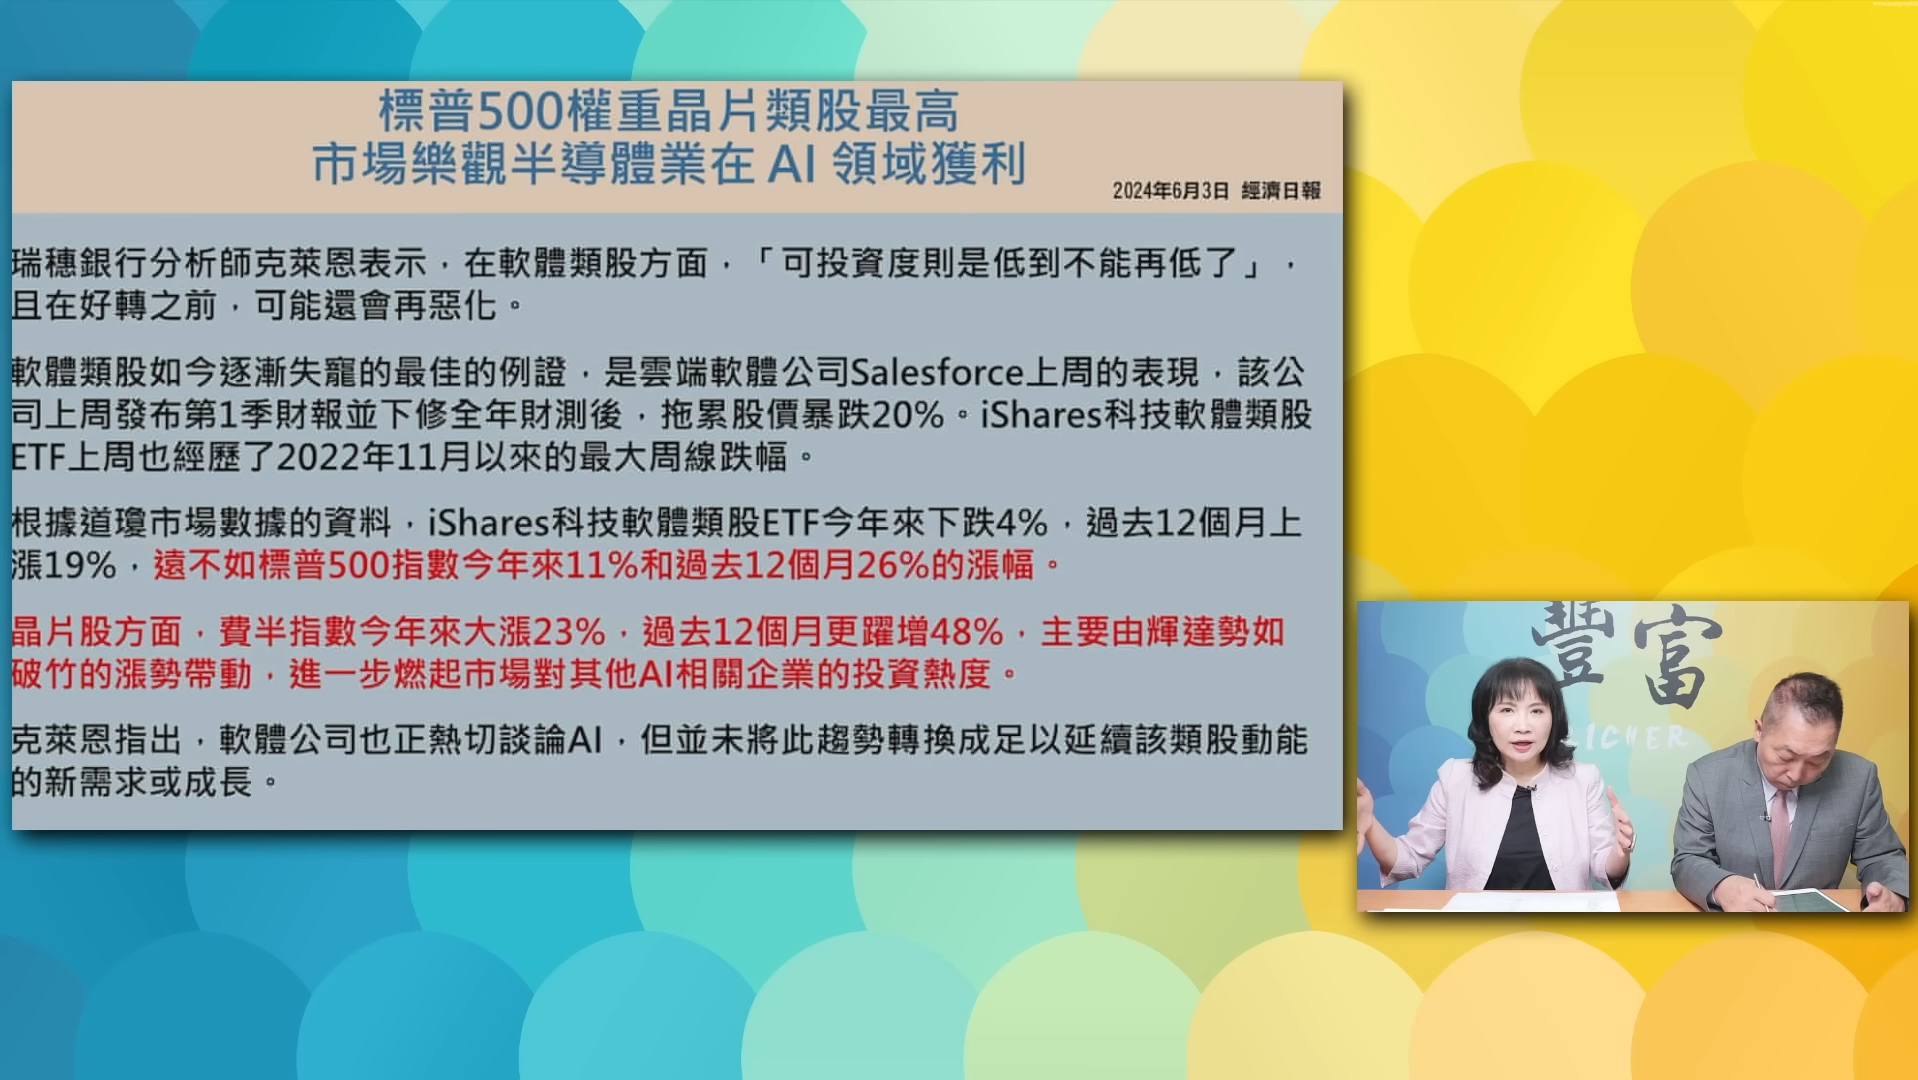 標普500權重晶片類股最高
市場樂觀半導體業在 AI 領域獲利
2024年6月3日 經濟日報
瑞穗銀行分析師克萊恩表示，在軟體類股方面，「可投資度則是低到不能再低了」，
且在好轉之前，可能還會再惡化。
軟體類股如今逐漸失寵的最佳的例證，是雲端軟體公司Salesforce上周的表現，該公
司上周發布第1季財報並下修全年財測後，拖累股價暴跌20%。iShares科技軟體類股
ETF上周也經歷了2022年11月以來的最大周線跌幅。
根據道瓊市場數據的資料，iShares科技軟體類股ETF今年來下跌4%，過去12個月上
漲19%，遠不如標普500指數今年來11%和過去12個月26%的漲幅。
晶片股方面，費半指數今年來大漲23%，過去12個月更躍增48%，主要由輝達勢如
破竹的漲勢帶動，進一步燃起市場對其他AI相關企業的投資熱度。
克萊恩指出，軟體公司也正熱切談論AI，但並未將此趨勢轉換成足以延續該類股動能
的新需求或成長。
豐富
LICHER